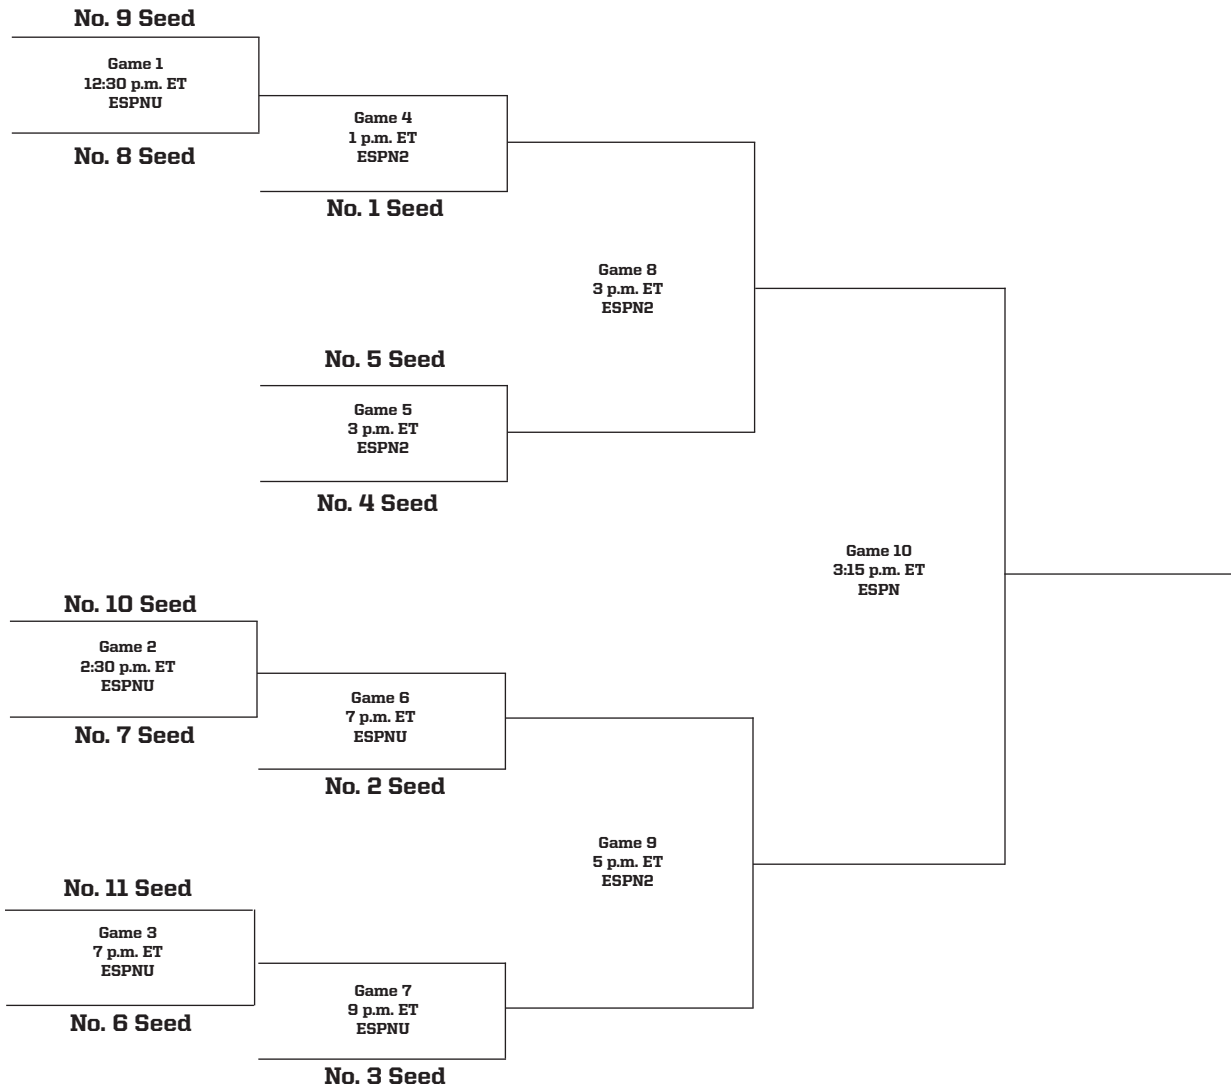 No. 9 Seed
Game 1
12:30 p.m. ET
ESPNU
No. 8 Seed
Game 4
1 p.m. ET
ESPN2
No. 1 Seed
Game 8
3 p.m. ET
ESPN2
No. 5 Seed
Game 5
3 p.m. ET
ESPN2
No. 4 Seed
Game 10
3:15 p.m. ET
ESPN
No. 10 Seed
Game 2
2:30 p.m. ET
ESPNU
No. 7 Seed
Game 6
7 p.m. ET
ESPNU
No. 2 Seed
Game 9
5 p.m. ET
ESPN2
No. 11 Seed
Game 3
7 p.m. ET
ESPNU
No. 6 Seed
Game 7
9 p.m. ET
ESPNU
No. 3 Seed